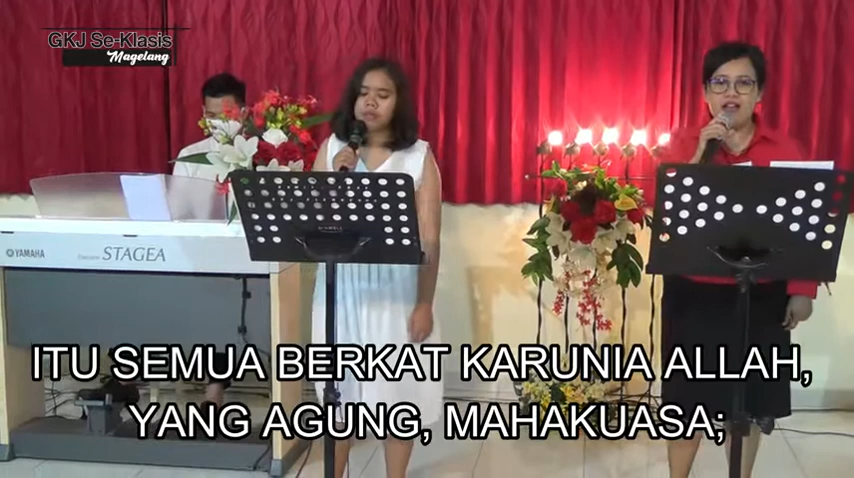 GKJ Se-Klasis
Magelang
YAMAHA
STAGEA
ITU SEMUA BERKAT KARUNIA ALLAH,
YANG AGUNG, MAHAKUASA;